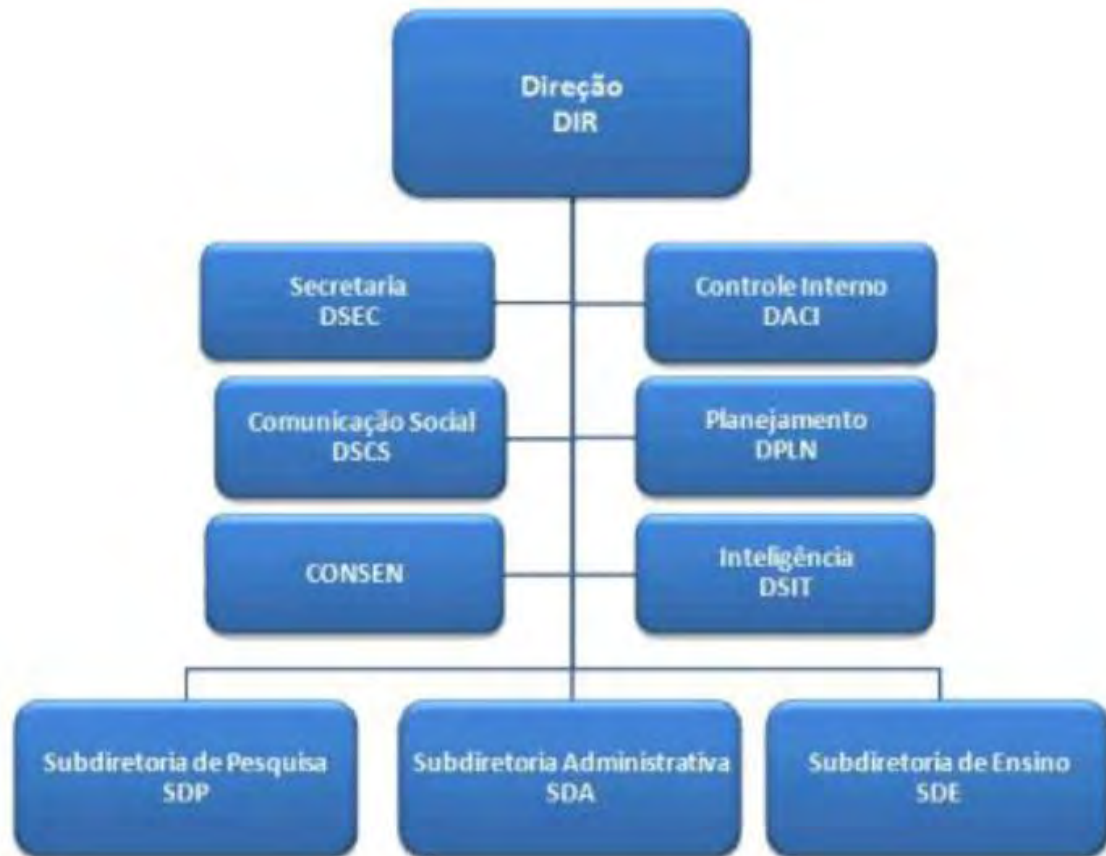 Direção
DIR
Secretaria
DSEC
Controle Interno
DACI
Comunicação Social
DSCS
Planejamento
DPLN
CONSEN
Inteligência
DSIT
Subdiretoria de Pesquisa
SDP
Subdiretoria Administrativa
SDA
Subdiretoria de Ensino
SDE